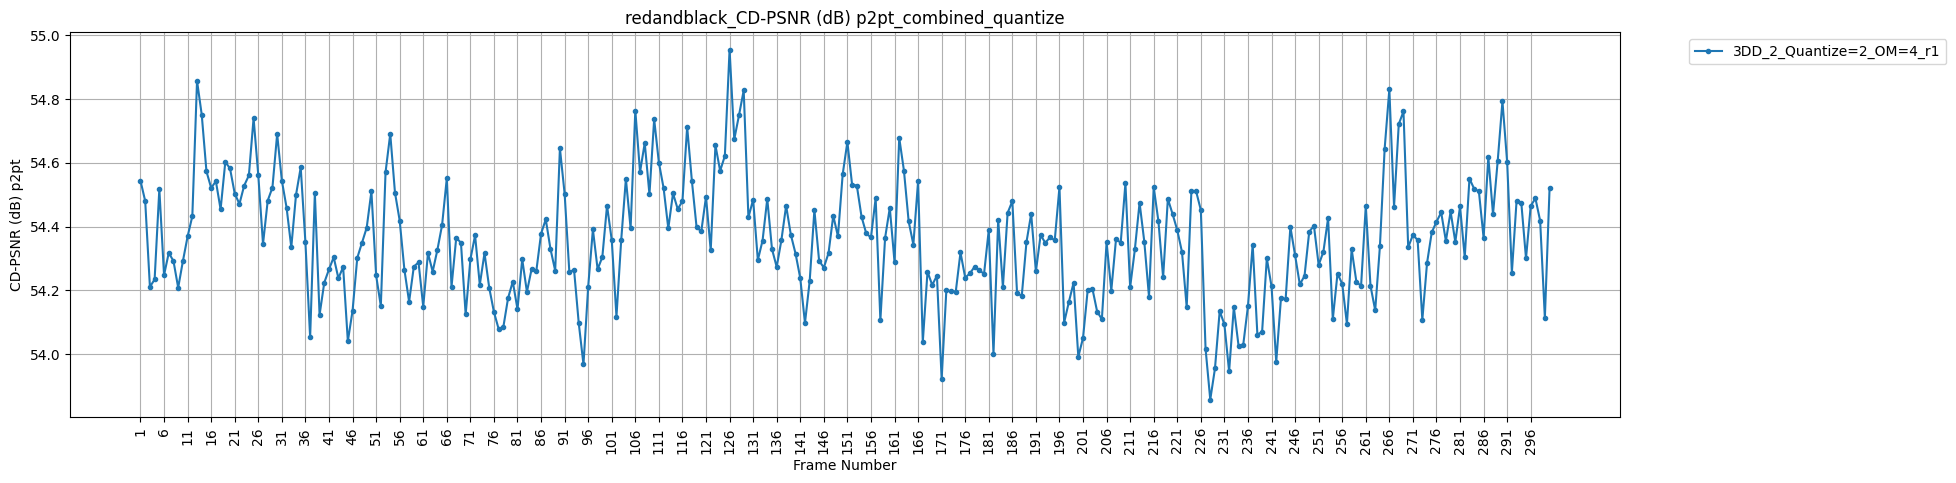 redandblack_CD-PSNR (dB) p2pt_combined_quantize
3DD_2_Quantize=2_OM=4_r1
CD-PSNR (dB) p2pt
55.0
54.8
54.6
54.4
54.2
54.0
1 6 11 16 21 26 31 36 41 46 51 56 61 66 71 76 81 86 91 96 101 106 111 116 121 126 131 136 141 146 151 156 161 166 171 176 181 186 191 196 201 206 211 216 221 226 231 236 241 246 251 256 261 266 271 276 281 286 291 296
Frame Number